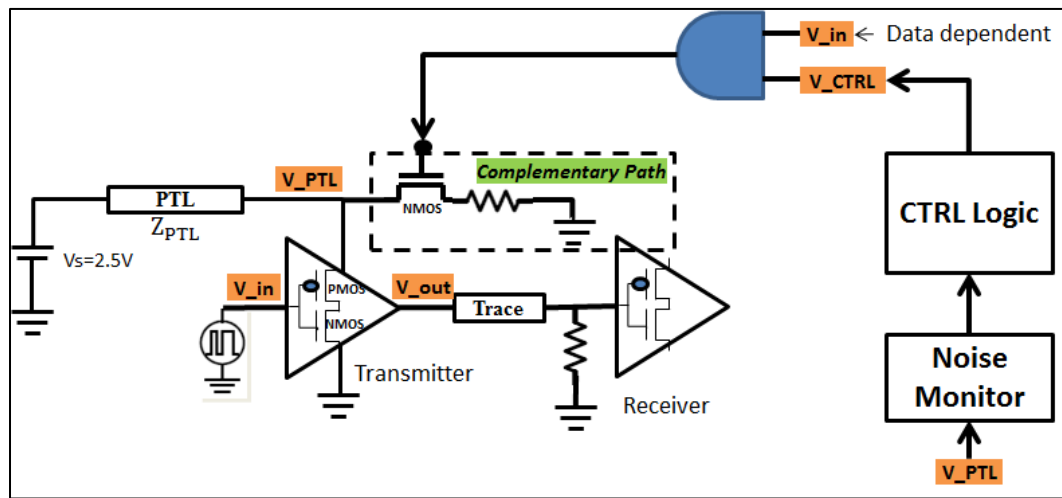 V_in
Data dependent
V_CTRL
Complementary Path
V_PTL
PTL
NMOS
Z_PTL
CTRL Logic
Vs=2.5V
V_in
PMOS
V_out
NMOS
Trace
Transmitter
Receiver
Noise
Monitor
V_PTL